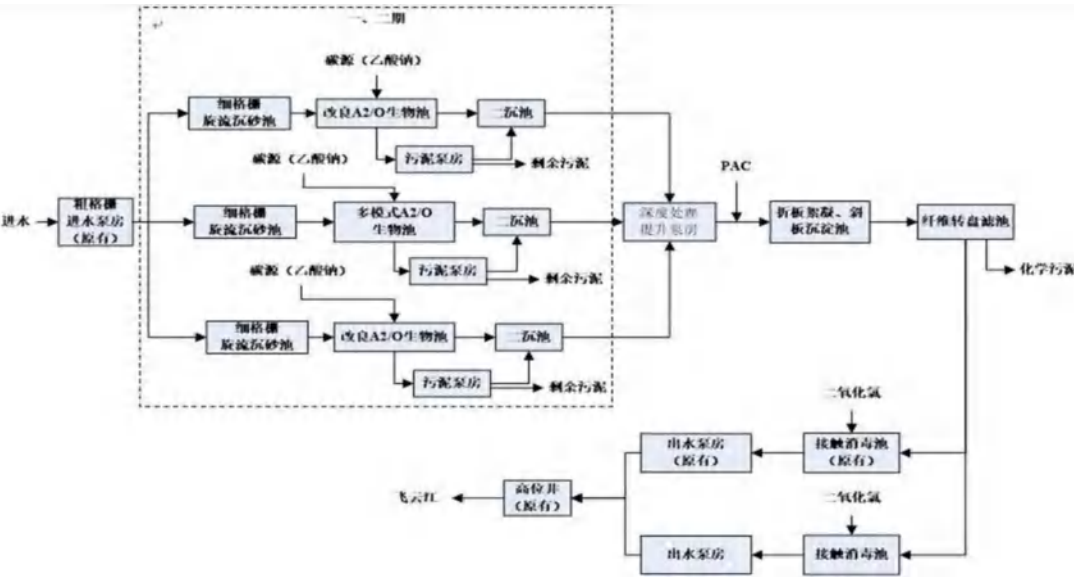 一、二期
碳源（乙酸钠）
细格栅
旋流沉砂池
改良A2/O生物池
二沉池
污泥泵房
剩余污泥
碳源（乙酸钠）
PAC
进水
粗格栅
进水泵房
（原有）
细格栅
旋流沉砂池
多模式A2/O
生物池
二沉池
深度处理
提升泵房
折板絮凝、斜
板沉淀池
纤维转盘滤池
污泥泵房
剩余污泥
化学污泥
碳源（乙酸钠）
细格栅
旋流沉砂池
改良A2/O生物池
二沉池
污泥泵房
剩余污泥
二氧化氯
出水泵房
（原有）
接触消毒池
（原有）
飞云江
高位井
（原有）
二氧化氯
出水泵房
接触消毒池